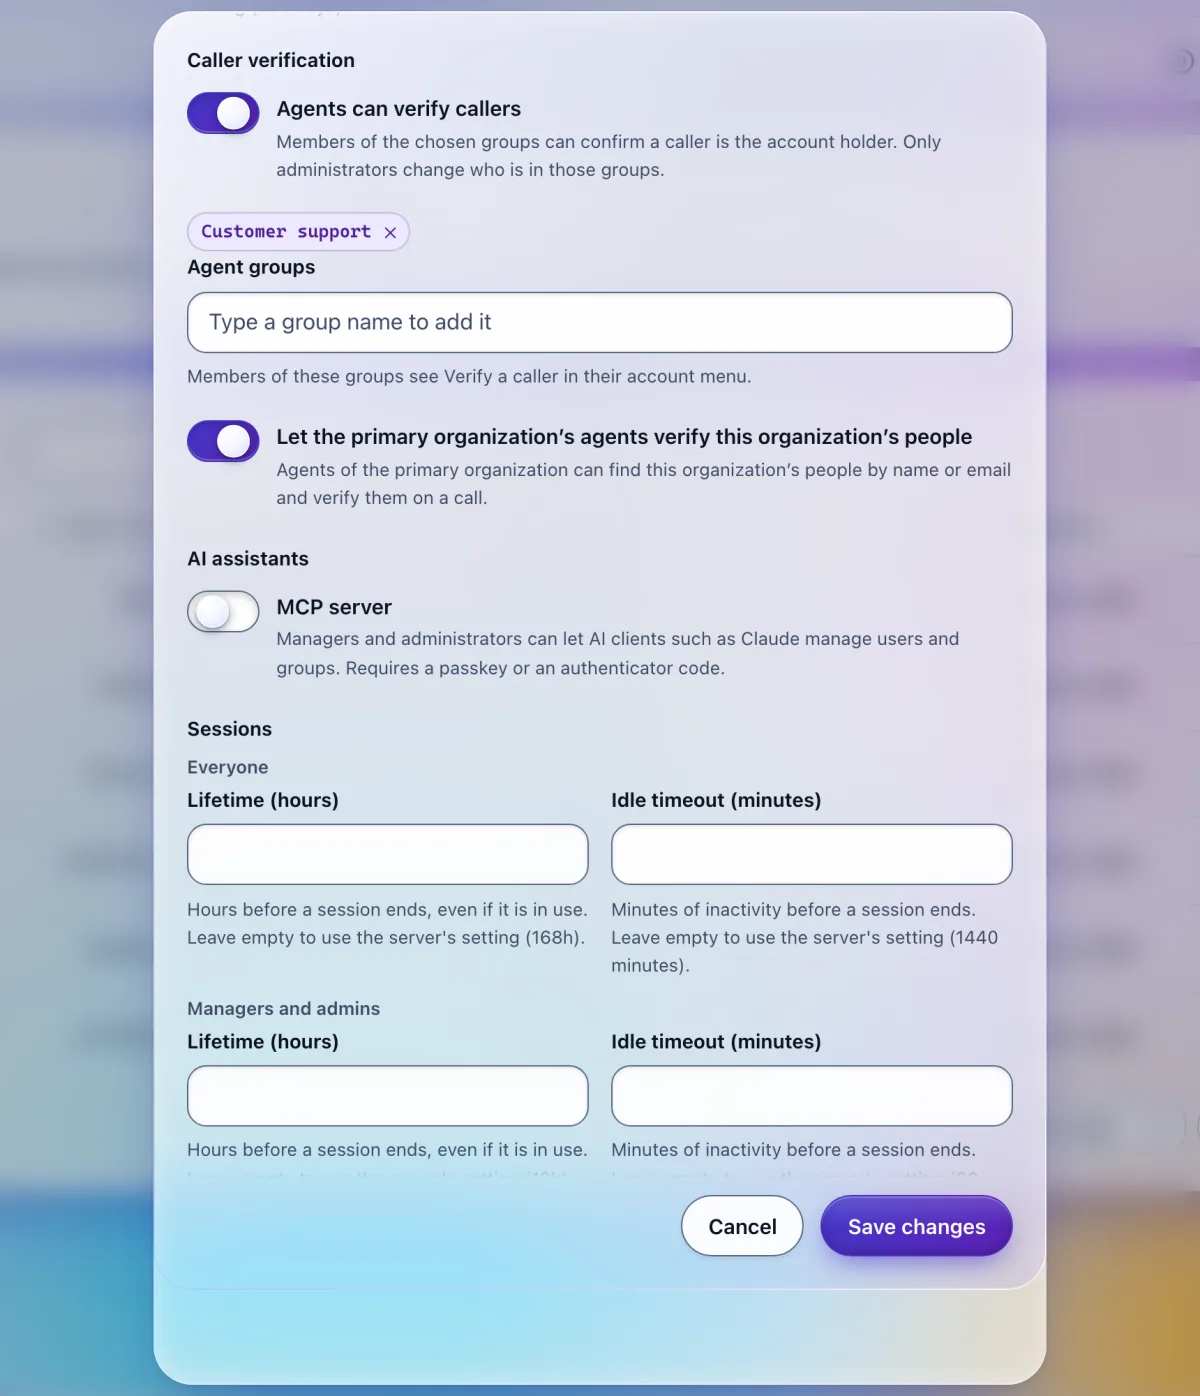 Caller verification
Agents can verify callers
Members of the chosen groups can confirm a caller is the account holder. Only
administrators change who is in those groups.
Customer support ×
Agent groups
Type a group name to add it
Members of these groups see Verify a caller in their account menu.
Let the primary organization’s agents verify this organization’s people
Agents of the primary organization can find this organization’s people by name or email
and verify them on a call.
AI assistants
MCP server
Managers and administrators can let AI clients such as Claude manage users and
groups. Requires a passkey or an authenticator code.
Sessions
Everyone
Lifetime (hours)
Idle timeout (minutes)
Hours before a session ends, even if it is in use.
Leave empty to use the server's setting (168h).
Minutes of inactivity before a session ends.
Leave empty to use the server's setting (1440
minutes).
Managers and admins
Lifetime (hours)
Idle timeout (minutes)
Hours before a session ends, even if it is in use.
Minutes of inactivity before a session ends.
Cancel
Save changes